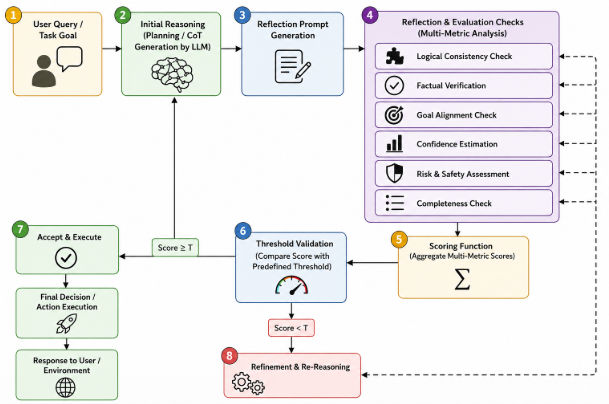 1
User Query /
Task Goal
2
Initial Reasoning
(Planning / CoT
Generation by LLM)
3
Reflection Prompt
Generation
4
Reflection & Evaluation Checks
(Multi-Metric Analysis)
Logical Consistency Check
Factual Verification
Goal Alignment Check
Confidence Estimation
Risk & Safety Assessment
Completeness Check
5
Scoring Function
(Aggregate Multi-Metric Scores)
Σ
6
Threshold Validation
(Compare Score with
Predefined Threshold)
Score ≥ T
7
Accept & Execute
Final Decision /
Action Execution
Response to User /
Environment
Score < T
8
Refinement & Re-Reasoning